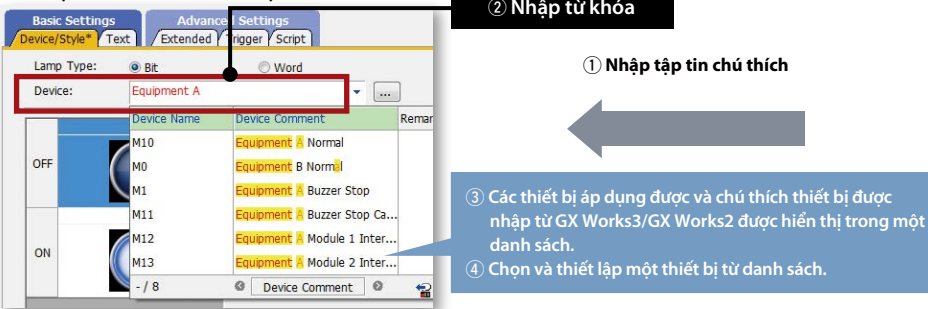 ② Nhập từ khóa
Basic Settings Advanced Settings
Device/Style* Text Extended Trigger Script
Lamp Type: Bit Word
Device: Equipment A ...
Device Name Device Comment Remar
M10 Equipment A Normal
M0 Equipment B Normal
M1 Equipment A Buzzer Stop
M11 Equipment A Buzzer Stop Ca...
M12 Equipment A Module 1 Inter...
M13 Equipment A Module 2 Inter...
- / 8 Device Comment
OFF
ON
① Nhập tập tin chú thích
③ Các thiết bị áp dụng được và chú thích thiết bị được
nhập từ GX Works3/GX Works2 được hiển thị trong một
danh sách.
④ Chọn và thiết lập một thiết bị từ danh sách.